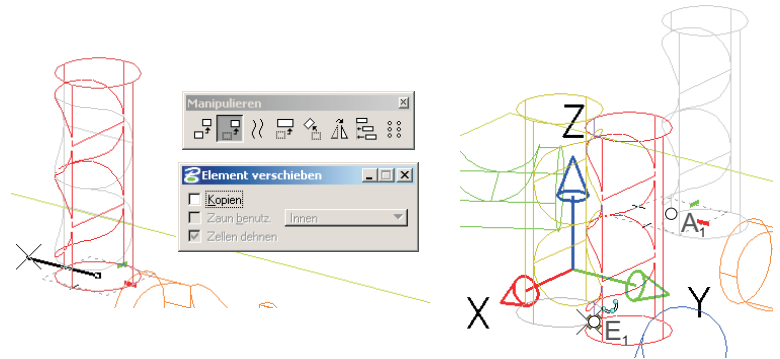 Manipulieren
Element verschieben
Kopien
Zaun benutz.
Innen
Zellen dehnen
Z
X
Y
A1
E1